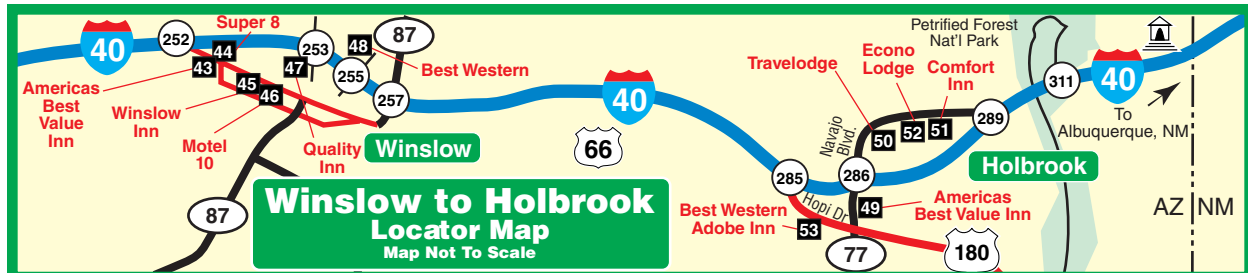 Super 8
252
40
44
43
253
48
87
Best Western
47
255
257
45
46
Americas
Best
Value
Inn
Winslow
Inn
Motel
10
Quality
Inn
Winslow
87
Winslow to Holbrook
Locator Map
Map Not To Scale
40
66
Travelodge
Econo
Lodge
Comfort
Inn
Petrified Forest
Nat'l Park
311
40
To
Albuquerque, NM
Navajo
Blvd.
50
52
51
289
Holbrook
285
286
Hopi Dr
49
Americas
Best Value Inn
Best Western
Adobe Inn
53
77
180
AZ
NM